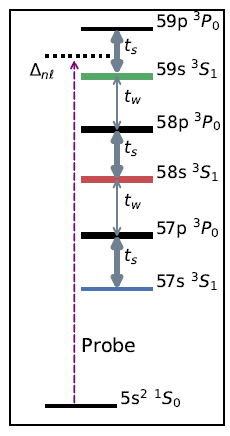 59p ³P₀
tₛ
Δₙℓ
59s ³S₁
t_w
58p ³P₀
tₛ
58s ³S₁
t_w
57p ³P₀
tₛ
57s ³S₁
Probe
5s² ¹S₀